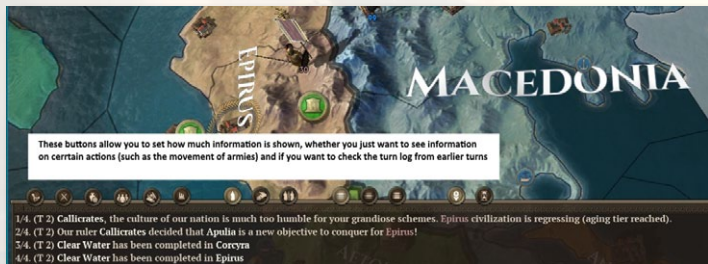 EPIRUS
MACEDONIA
These buttons allow you to set how much information is shown, whether you just want to see information
on cerrtain actions (such as the movement of armies) and if you want to check the turn log from earlier turns
1/4. (T 2) Callicrates, the culture of our nation is much too humble for your grandiose schemes. Epirus civilization is regressing (aging tier reached).
2/4. (T 2) Our ruler Callicrates decided that Apulia is a new objective to conquer for Epirus!
3/4. (T 2) Clear Water has been completed in Corcyra
4/4. (T 2) Clear Water has been completed in Epirus